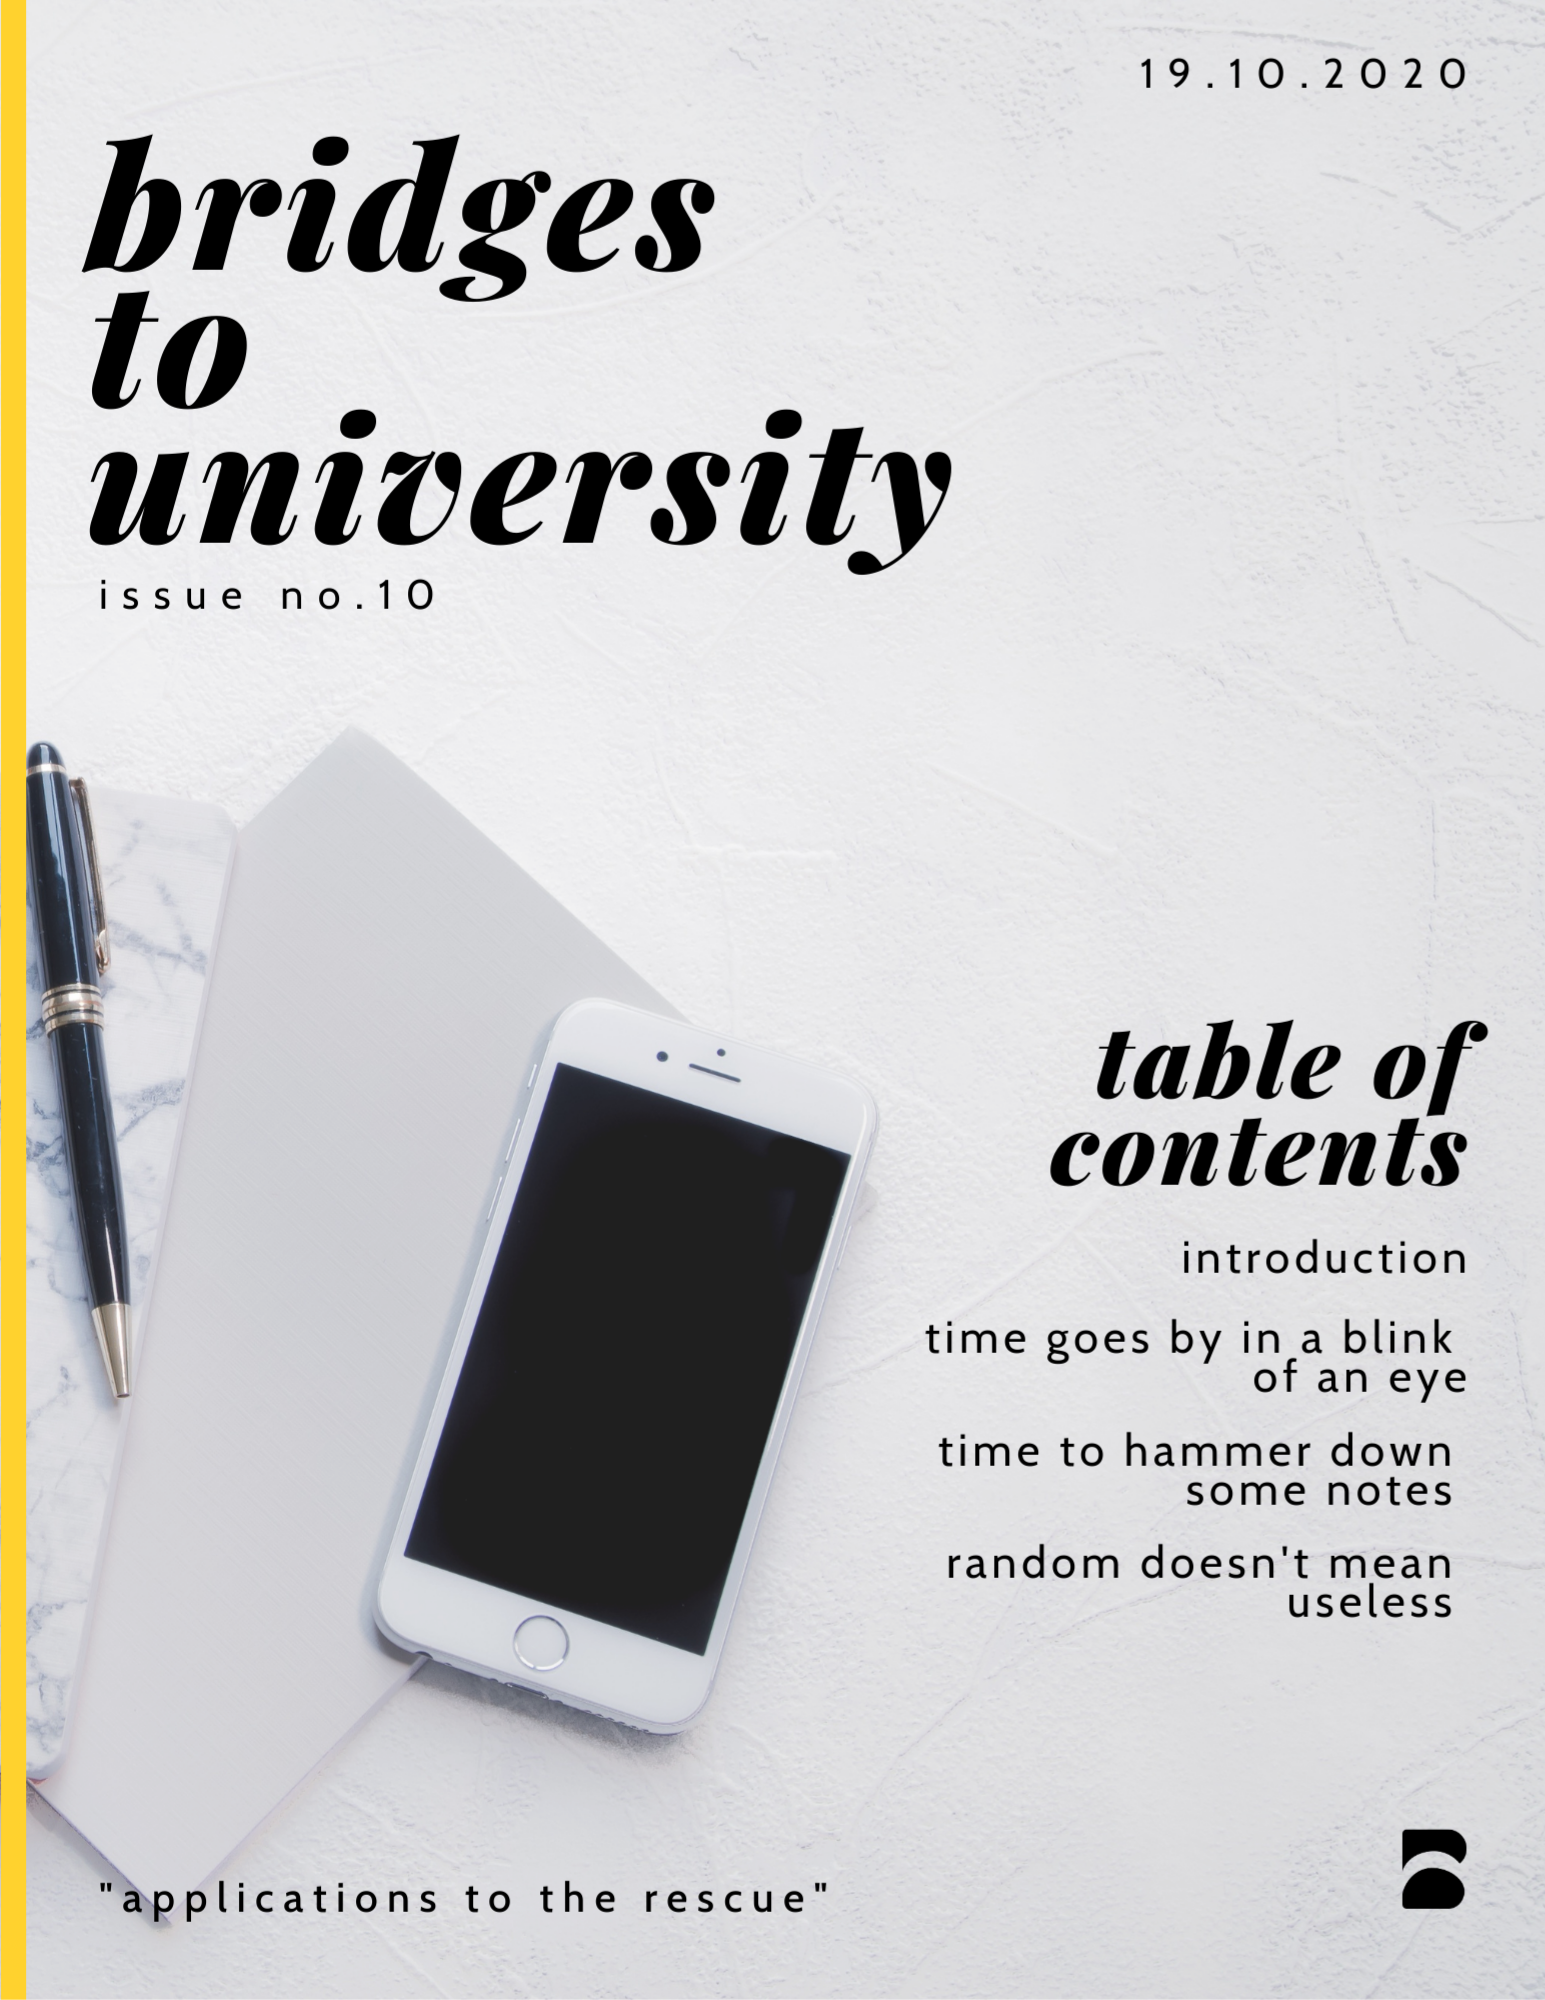 19.10.2020
bridges
to
university
issue no.10
table of
contents
introduction
time goes by in a blink
of an eye
time to hammer down
some notes
random doesn't mean
useless
"applications to the rescue"
B